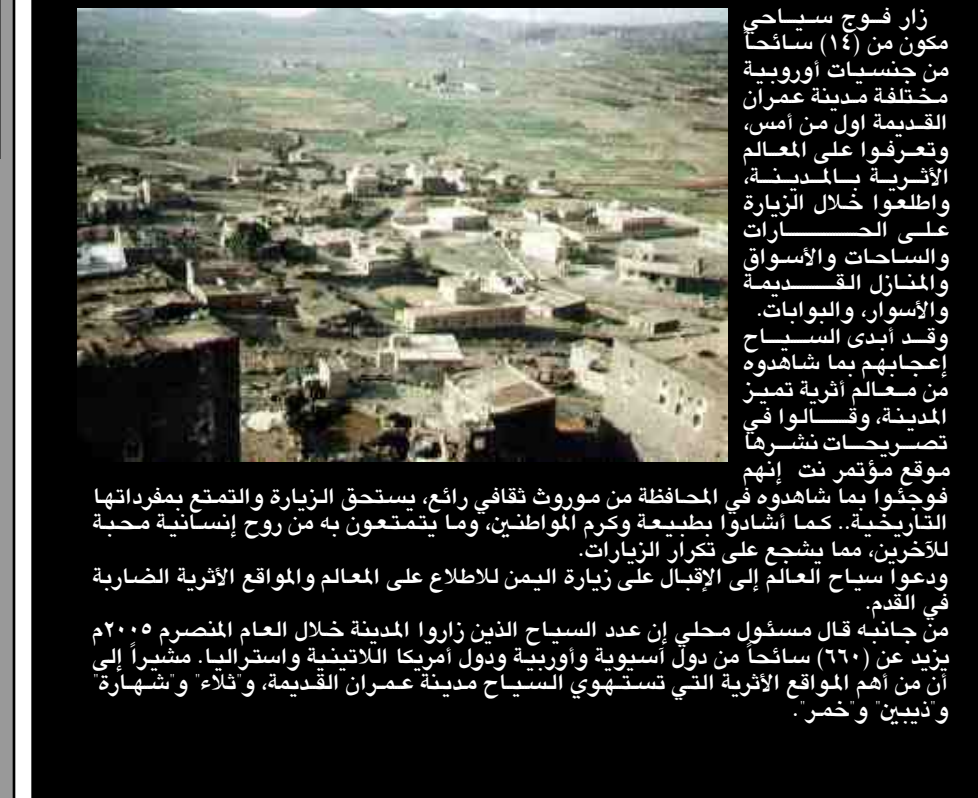 زار فوج سياحي
مكون من (١٤) سائحاً
من جنسيات أوروبية
مختلفة مدينة عمران
القديمة اول من أمس،
وتعرفوا على المعالم
الأثرية بالمدينة،
واطلعوا خلال الزيارة
على الحارات
والساحات والأسواق
والمنازل القديمة
والأسوار، والبوابات.
وقد أبدى السياح
إعجابهم بما شاهدوه
من معالم أثرية تميز
المدينة، وقالوا في
تصريحات نشرها
موقع مؤتمر نت إنهم
فوجئوا بما شاهدوه في المحافظة من موروث ثقافي رائع، يستحق الزيارة والتمتع بمفرداتها
التاريخية.. كما أشادوا بطبيعة وكرم المواطنين، وما يتمتعون به من روح إنسانية محبة
للآخرين، مما يشجع على تكرار الزيارات.
ودعوا سياح العالم إلى الإقبال على زيارة اليمن للاطلاع على المعالم والمواقع الأثرية الضاربة
في القدم.
من جانبه قال مسئول محلي إن عدد السياح الذين زاروا المدينة خلال العام المنصرم ٢٠٠٥م
يزيد عن (٦٦٠) سائحاً من دول آسيوية وأوربية ودول أمريكا اللاتينية واستراليا. مشيراً إلى
أن من أهم المواقع الأثرية التي تستهوي السياح مدينة عمران القديمة، و"ثلاء" و"شهارة"
و"ذيبين" و"خمر".